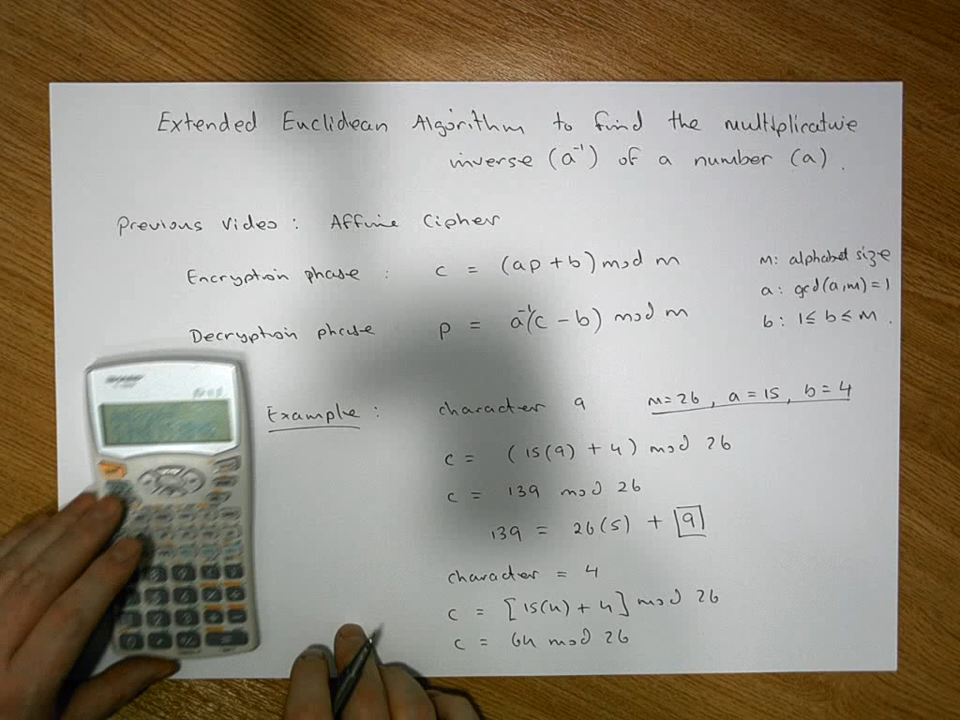 Extended Euclidean Algorithm to find the multiplicative
inverse (a⁻¹) of a number (a).
Previous Video: Affine Cipher
Encryption phase : c = (ap + b) mod m
m: alphabet size
a: gcd(a,m) = 1
Decryption phase p = a⁻¹(c - b) mod m
b: 1 ≤ b ≤ m.
Example: character 9 m=26, a = 15, b = 4
c = (15(9) + 4) mod 26
c = 139 mod 26
139 = 26(5) + 9
character = 4
c = [15(4) + 4] mod 26
c = 64 mod 26